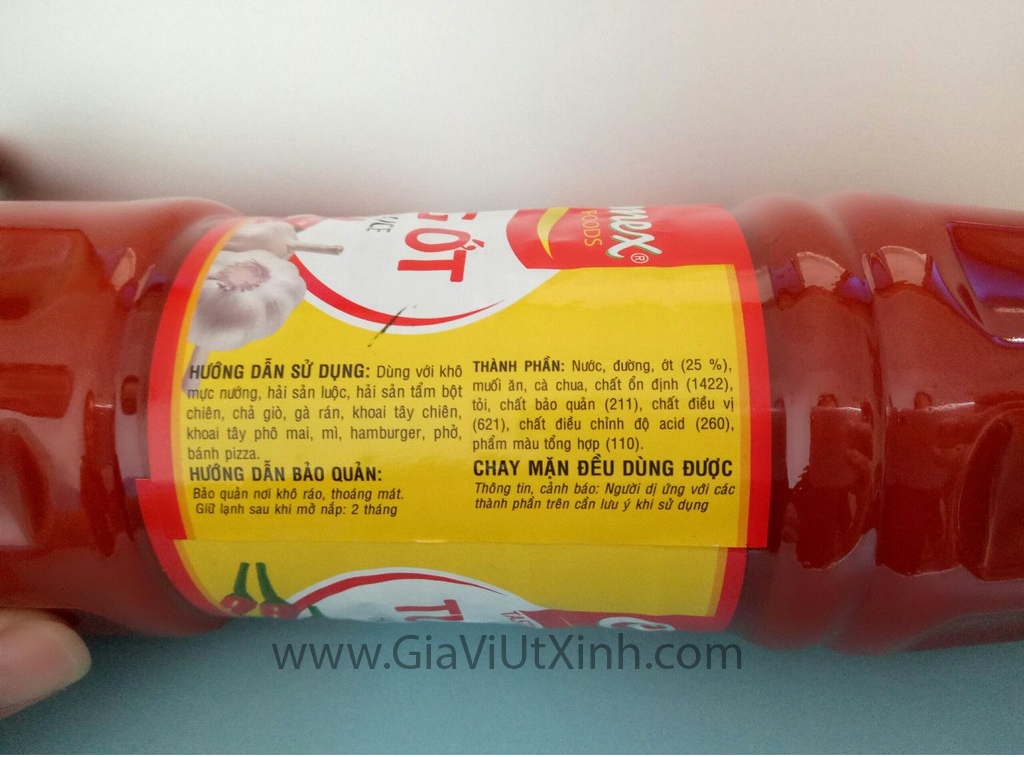 mex®
FOODS
ỚT
HƯỚNG DẪN SỬ DỤNG: Dùng với khô
mực nướng, hải sản luộc, hải sản tẩm bột
chiên, chả giò, gà rán, khoai tây chiên,
khoai tây phô mai, mì, hamburger, phở,
bánh pizza.
HƯỚNG DẪN BẢO QUẢN:
Bảo quản nơi khô ráo, thoáng mát.
Giữ lạnh sau khi mở nắp: 2 tháng
THÀNH PHẦN: Nước, đường, ớt (25 %),
muối ăn, cà chua, chất ổn định (1422),
tỏi, chất bảo quản (211), chất điều vị
(621), chất điều chỉnh độ acid (260),
phẩm màu tổng hợp (110).
CHAY MẶN ĐỀU DÙNG ĐƯỢC
Thông tin, cảnh báo: Người dị ứng với các
thành phần trên cần lưu ý khi sử dụng
www.GiaViUtXinh.com